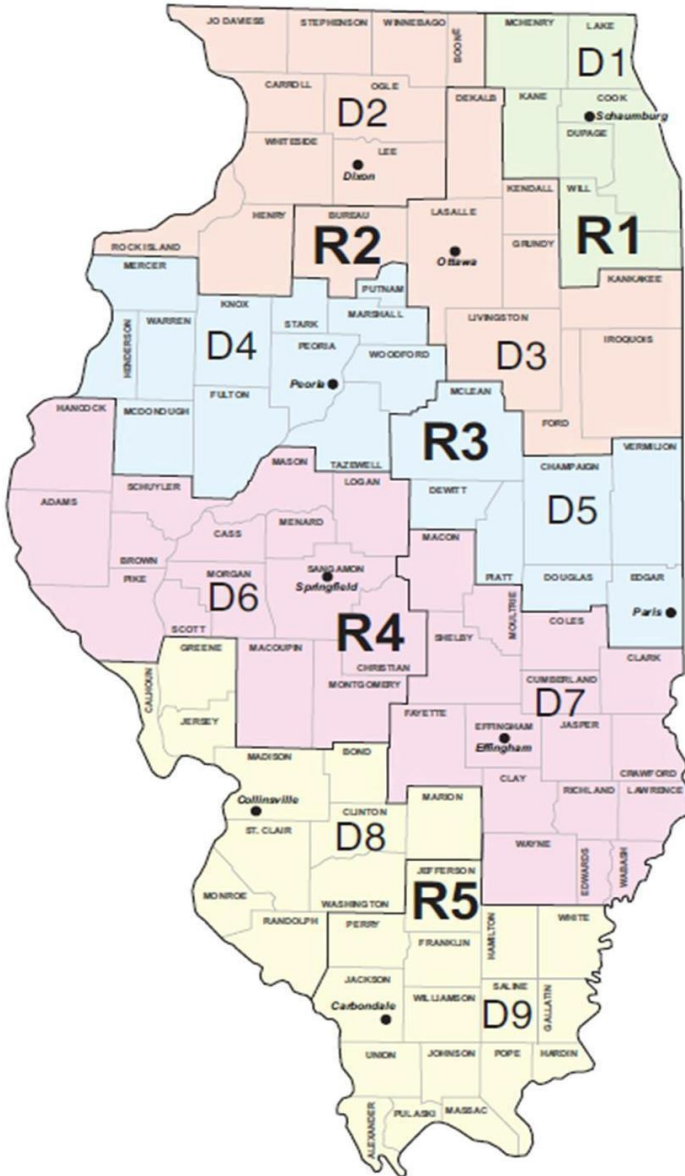 JO DAVIESS
STEPHENSON
WINNEBAGO
BOONE
MCHENRY
LAKE
D1
CARROLL
OGLE
D2
DEKALB
KANE
COOK
Schaumburg
DUPAGE
WHITESIDE
LEE
Dixon
KENDALL
WILL
HENRY
BUREAU
R2
LASALLE
Ottawa
GRUNDY
R1
ROCK ISLAND
MERCER
KANKAKEE
PUTNAM
KNOX
STARK
MARSHALL
LIVINGSTON
IROQUOIS
HENDERSON
WARREN
D4
PEORIA
WOODFORD
D3
Peoria
FULTON
MCLEAN
HANCOCK
MCDONOUGH
FORD
R3
VERMILION
MASON
TAZEWELL
CHAMPAIGN
LOGAN
SCHUYLER
DEWITT
ADAMS
D5
MENARD
CASS
MACON
BROWN
SANGAMON
PIKE
MORGAN
Springfield
PIATT
DOUGLAS
EDGAR
D6
Paris
MOULTRIE
COLES
SCOTT
R4
SHELBY
GREENE
MACOUPIN
CHRISTIAN
CLARK
CALHOUN
MONTGOMERY
CUMBERLAND
D7
JERSEY
FAYETTE
EFFINGHAM
JASPER
Effingham
MADISON
BOND
CLAY
CRAWFORD
Collinsville
CLINTON
MARION
RICHLAND
LAWRENCE
ST. CLAIR
D8
WAYNE
EDWARDS
WABASH
JEFFERSON
MONROE
WASHINGTON
R5
RANDOLPH
PERRY
HAMILTON
WHITE
FRANKLIN
JACKSON
SALINE
GALLATIN
Carbondale
WILLIAMSON
D9
UNION
JOHNSON
POPE
HARDIN
ALEXANDER
PULASKI
MASSAC